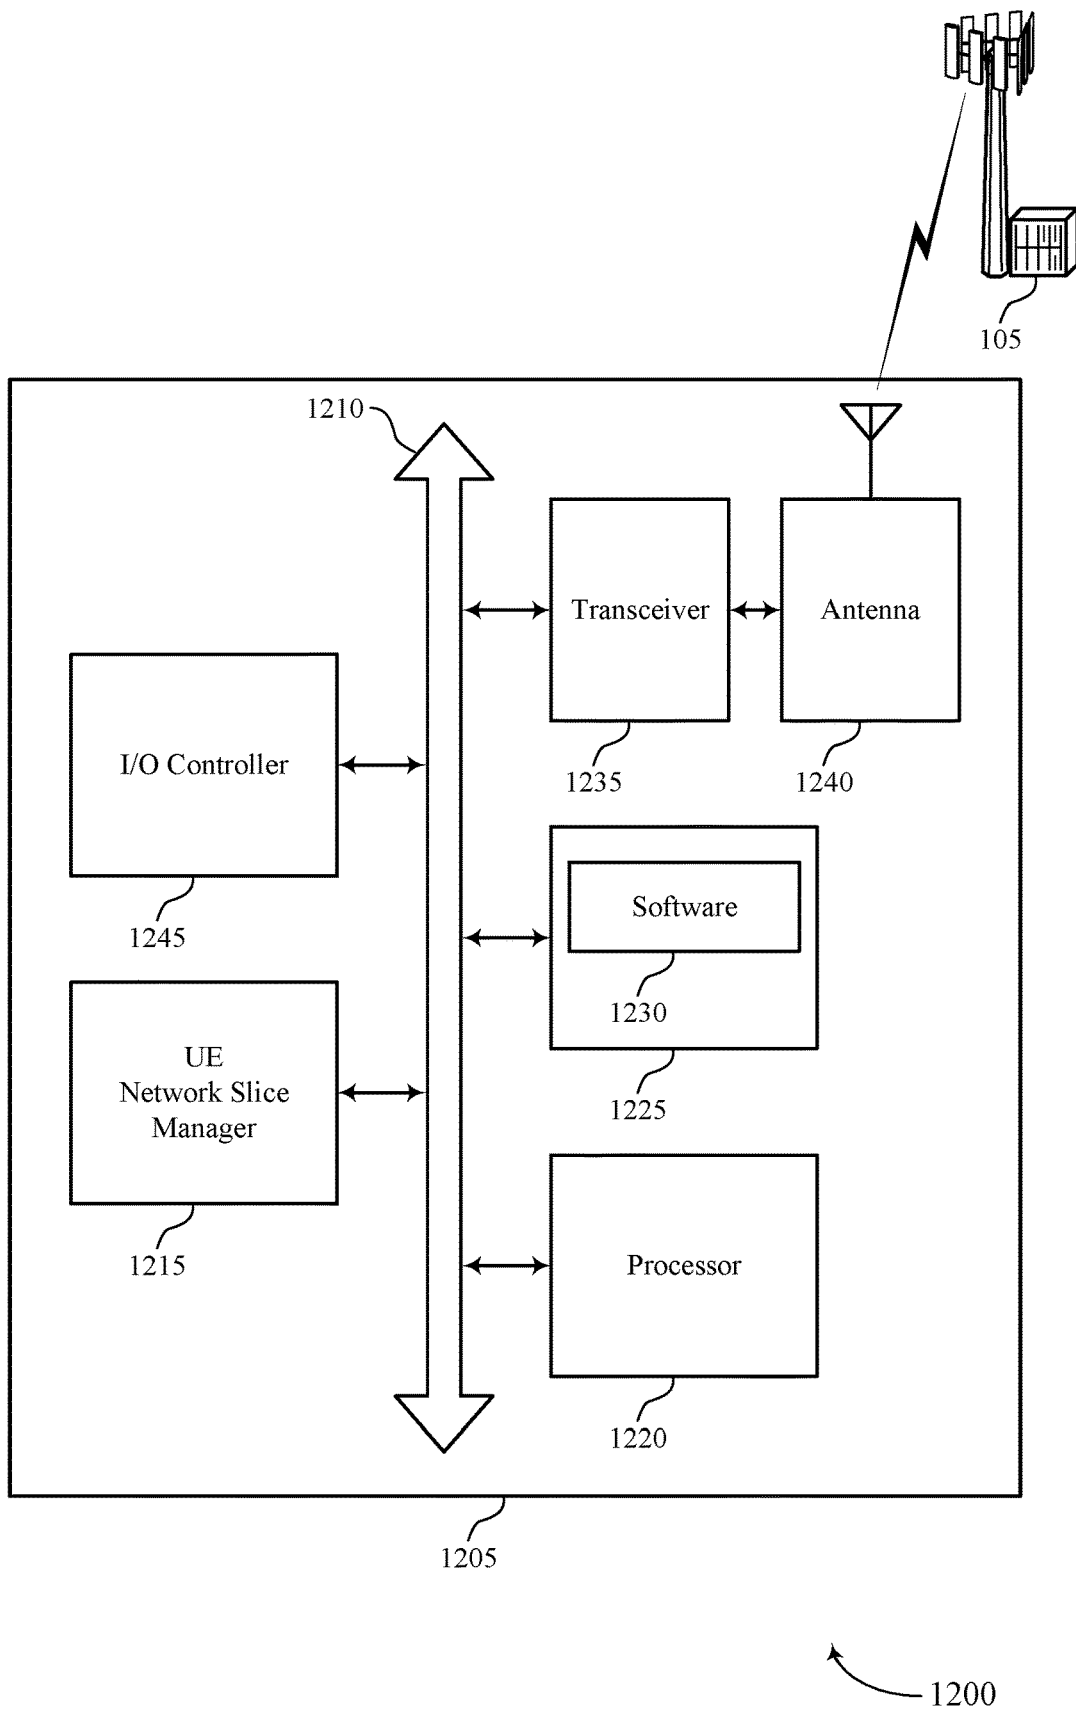 105
1210
Transceiver
Antenna
1235
1240
I/O Controller
1245
Software
1230
1225
UE
Network Slice
Manager
1215
Processor
1220
1205
1200